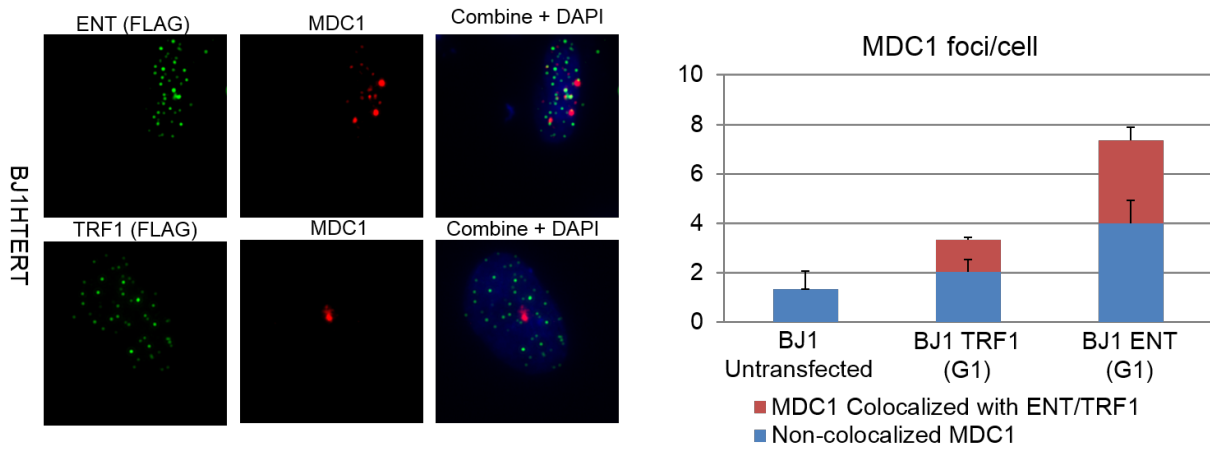 ENT (FLAG)
MDC1
Combine + DAPI
BJ1HTERT
TRF1 (FLAG)
MDC1
Combine + DAPI
MDC1 foci/cell
10
8
6
4
2
0
BJ1
Untransfected
BJ1 TRF1
(G1)
BJ1 ENT
(G1)
MDC1 Colocalized with ENT/TRF1
Non-colocalized MDC1